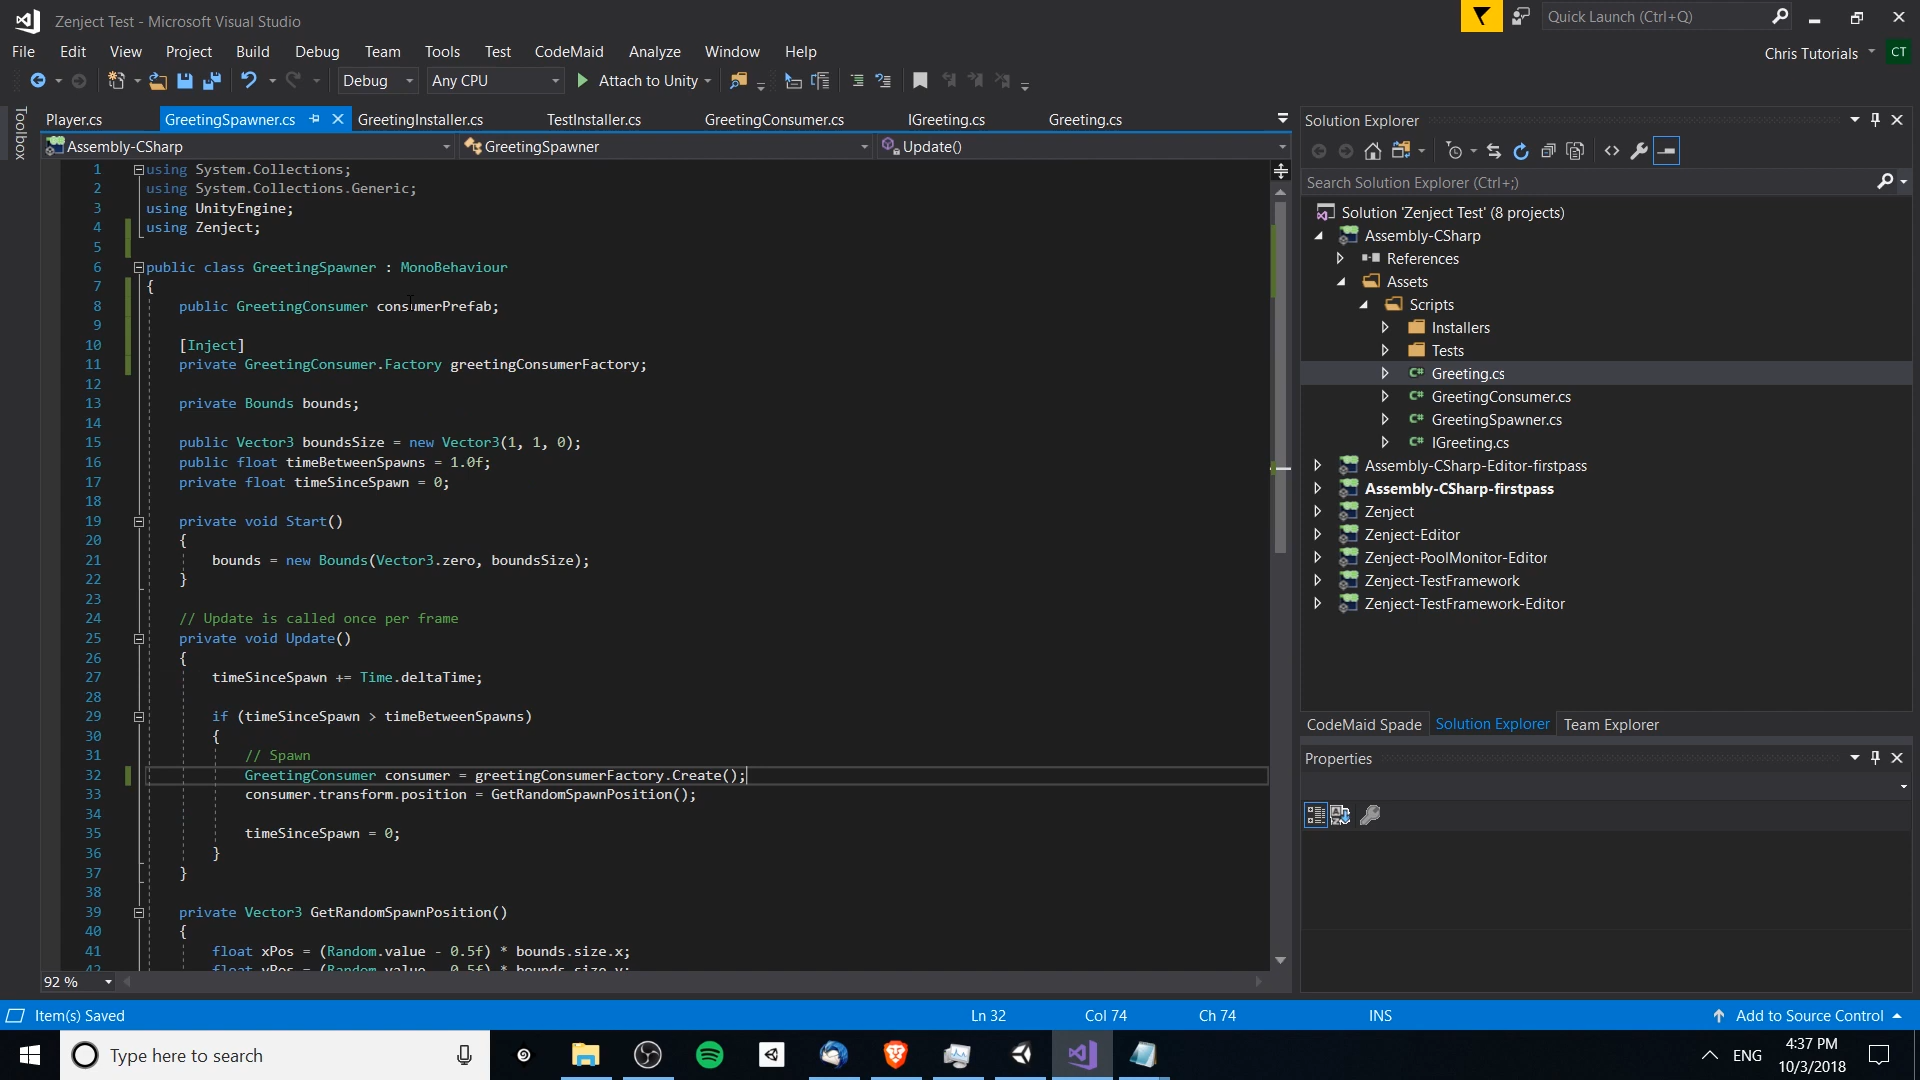 Zenject Test - Microsoft Visual Studio
Quick Launch (Ctrl+Q)
File Edit View Project Build Debug Team Tools Test CodeMaid Analyze Window Help
Chris Tutorials CT
Debug Any CPU Attach to Unity
Toolbox
Player.cs GreetingSpawner.cs GreetingInstaller.cs TestInstaller.cs GreetingConsumer.cs IGreeting.cs Greeting.cs
Assembly-CSharp GreetingSpawner Update()
1 using System.Collections;
2 using System.Collections.Generic;
3 using UnityEngine;
4 using Zenject;
5
6 public class GreetingSpawner : MonoBehaviour
7 {
8 public GreetingConsumer consumerPrefab;
9
10 [Inject]
11 private GreetingConsumer.Factory greetingConsumerFactory;
12
13 private Bounds bounds;
14
15 public Vector3 boundsSize = new Vector3(1, 1, 0);
16 public float timeBetweenSpawns = 1.0f;
17 private float timeSinceSpawn = 0;
18
19 private void Start()
20 {
21 bounds = new Bounds(Vector3.zero, boundsSize);
22 }
23
24 // Update is called once per frame
25 private void Update()
26 {
27 timeSinceSpawn += Time.deltaTime;
28
29 if (timeSinceSpawn > timeBetweenSpawns)
30 {
31 // Spawn
32 GreetingConsumer consumer = greetingConsumerFactory.Create();
33 consumer.transform.position = GetRandomSpawnPosition();
34
35 timeSinceSpawn = 0;
36 }
37 }
38
39 private Vector3 GetRandomSpawnPosition()
40 {
41 float xPos = (Random.value - 0.5f) * bounds.size.x;
42 float yPos = (Random.value - 0.5f) * bounds.size.y;
92 %
Solution Explorer
Search Solution Explorer (Ctrl+;)
Solution 'Zenject Test' (8 projects)
Assembly-CSharp
References
Assets
Scripts
Installers
Tests
C# Greeting.cs
C# GreetingConsumer.cs
C# GreetingSpawner.cs
C# IGreeting.cs
Assembly-CSharp-Editor-firstpass
Assembly-CSharp-firstpass
Zenject
Zenject-Editor
Zenject-PoolMonitor-Editor
Zenject-TestFramework
Zenject-TestFramework-Editor
CodeMaid Spade Solution Explorer Team Explorer
Properties
Item(s) Saved Ln 32 Col 74 Ch 74 INS Add to Source Control
Type here to search
ENG
4:37 PM
10/3/2018